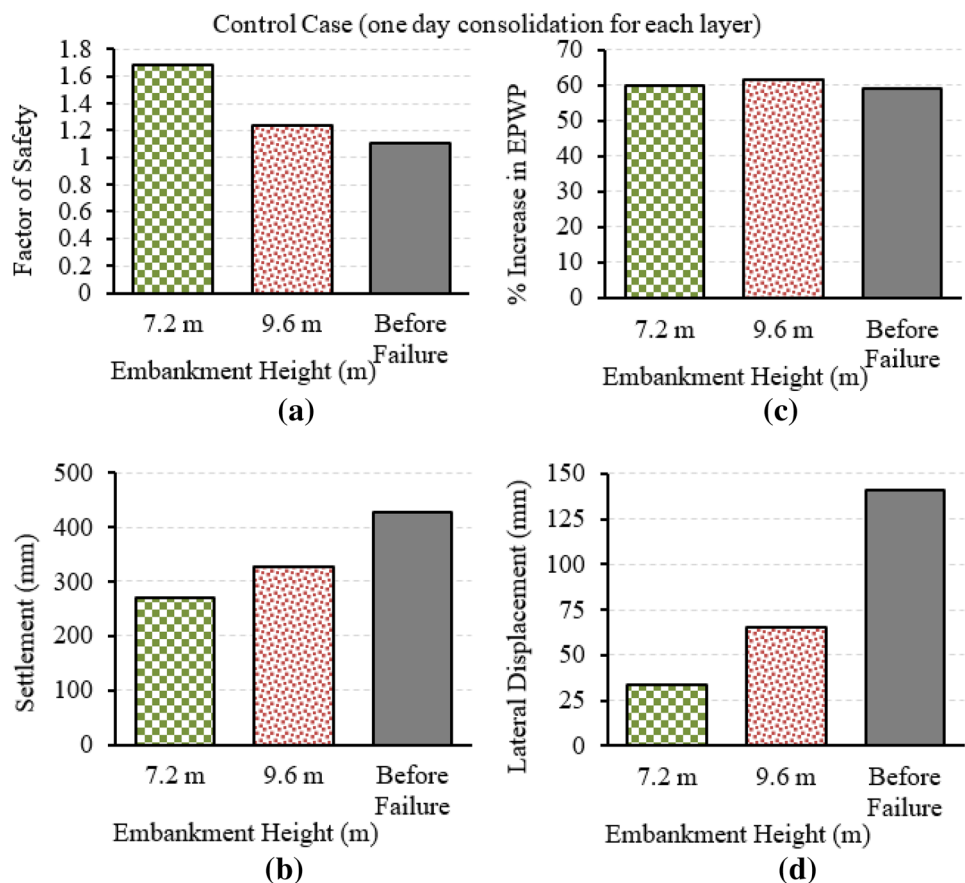 Control Case (one day consolidation for each layer)
Factor of Safety
1.8
1.6
1.4
1.2
1
0.8
0.6
0.4
0.2
0
7.2 m
9.6 m
Before
Failure
Embankment Height (m)
(a)
% Increase in EPWP
70
60
50
40
30
20
10
0
7.2 m
9.6 m
Before
Failure
Embankment Height (m)
(c)
Settlement (mm)
500
400
300
200
100
0
7.2 m
9.6 m
Before
Failure
Embankment Height (m)
(b)
Lateral Displacement (mm)
150
125
100
75
50
25
0
7.2 m
9.6 m
Before
Failure
Embankment Height (m)
(d)